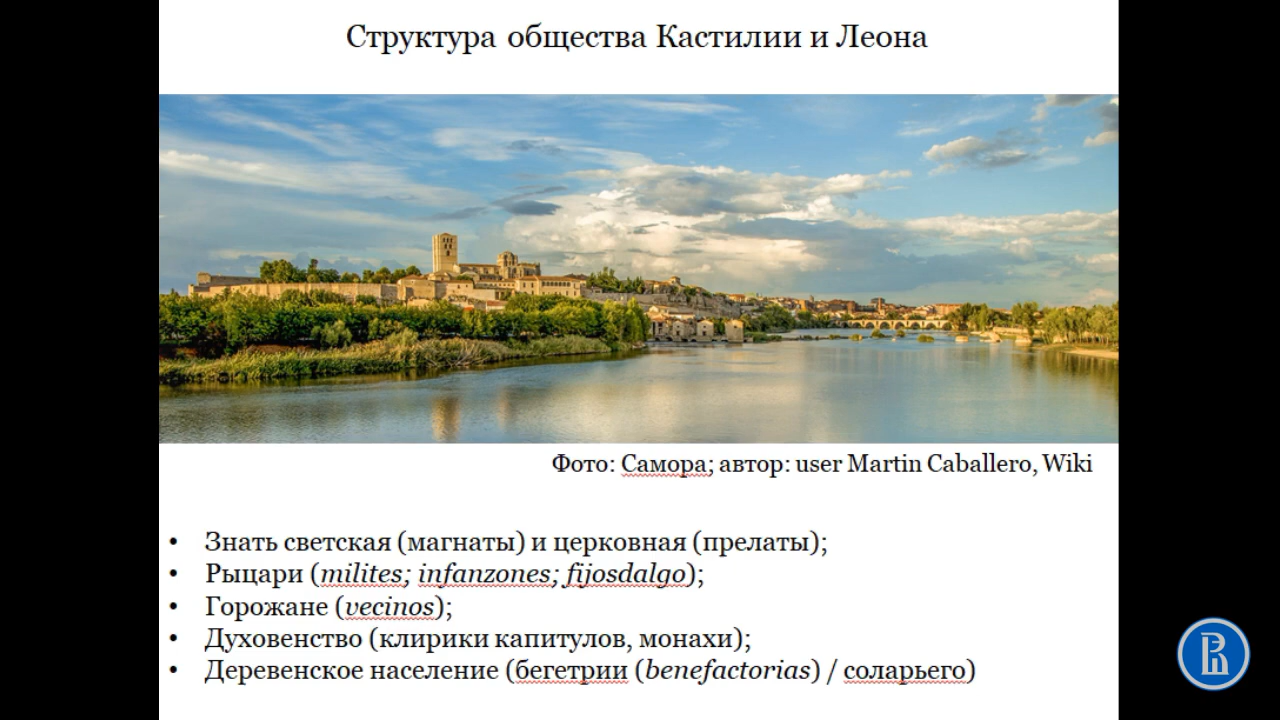 Структура общества Кастилии и Леона
Фото: Самора; автор: user Martin Caballero, Wiki
• Знать светская (магнаты) и церковная (прелаты);
• Рыцари (milites; infanzones; fijosdalgo);
• Горожане (vecinos);
• Духовенство (клирики капитулов, монахи);
• Деревенское население (бегетрии (benefactorias) / соларьего)